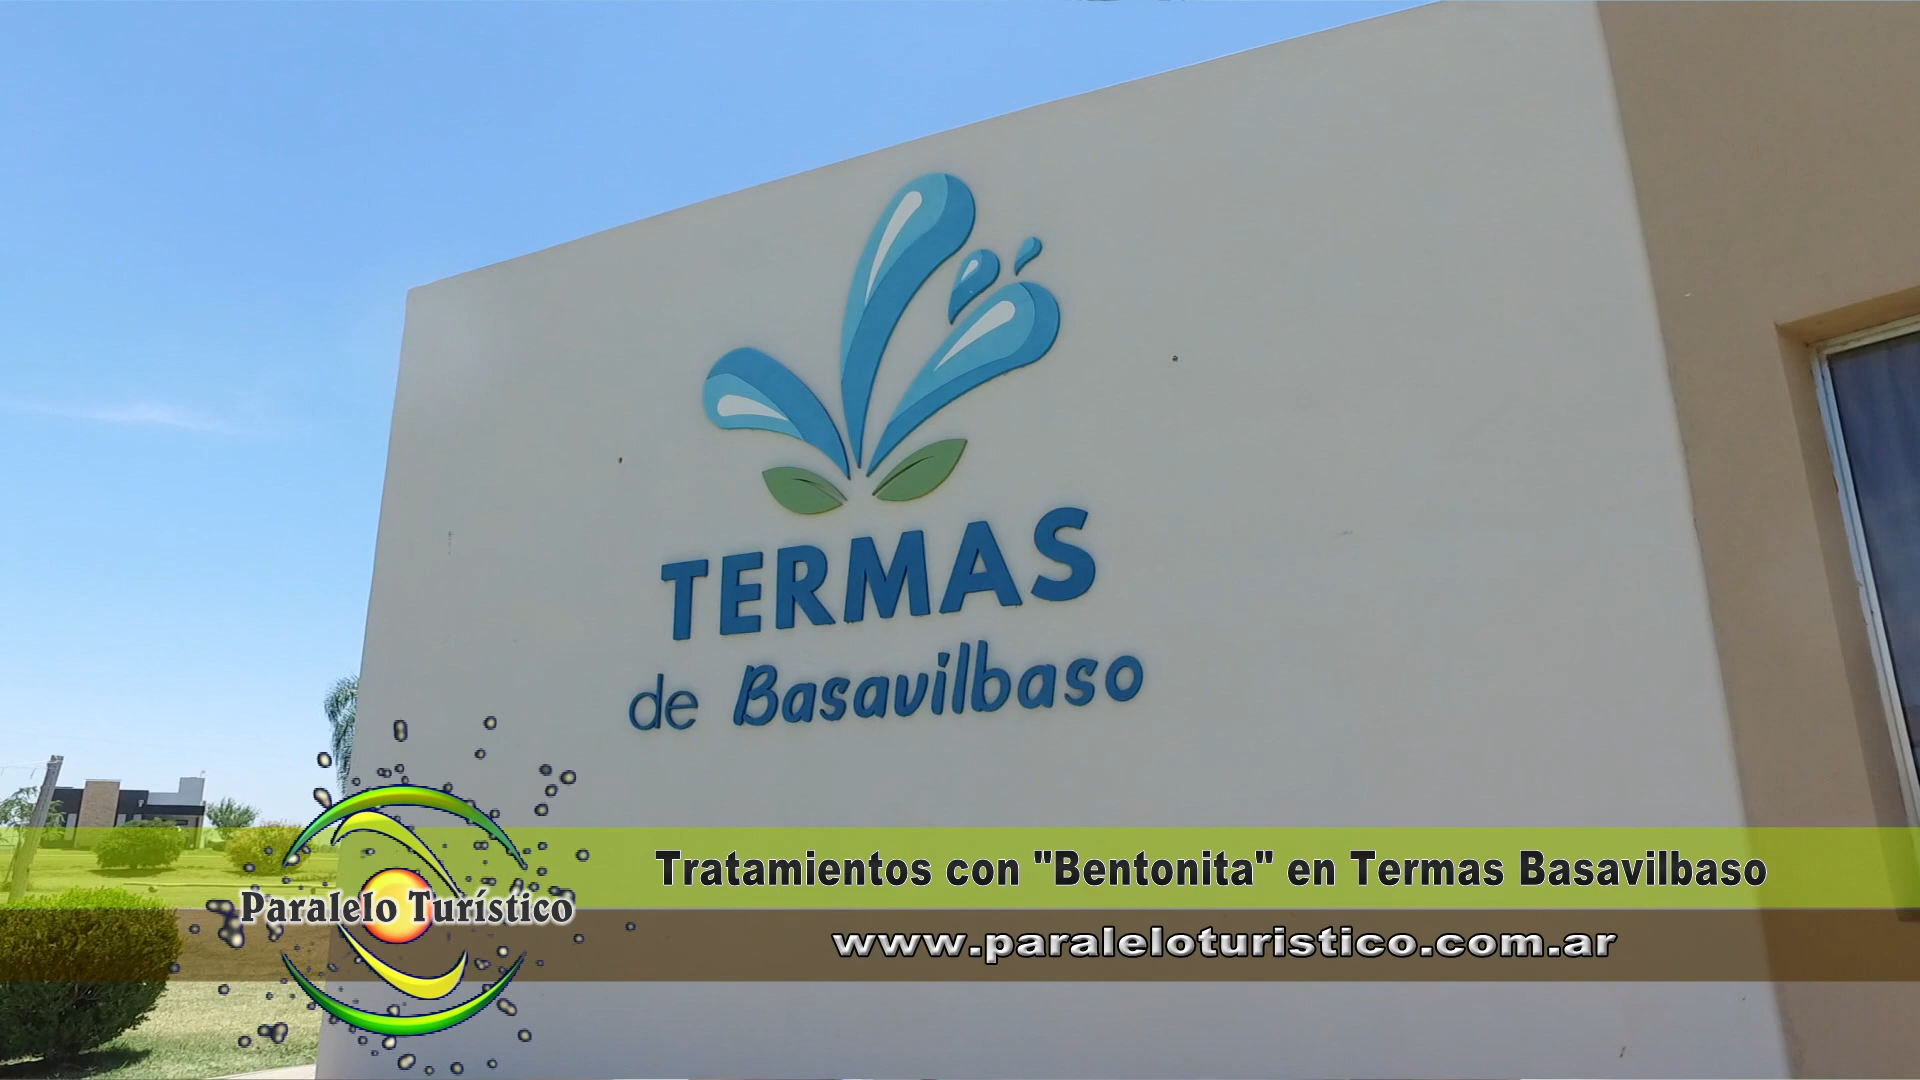 TERMAS
de Basavilbaso
Tratamientos con "Bentonita" en Termas Basavilbaso
Paralelo Turístico
www.paraleloturistico.com.ar